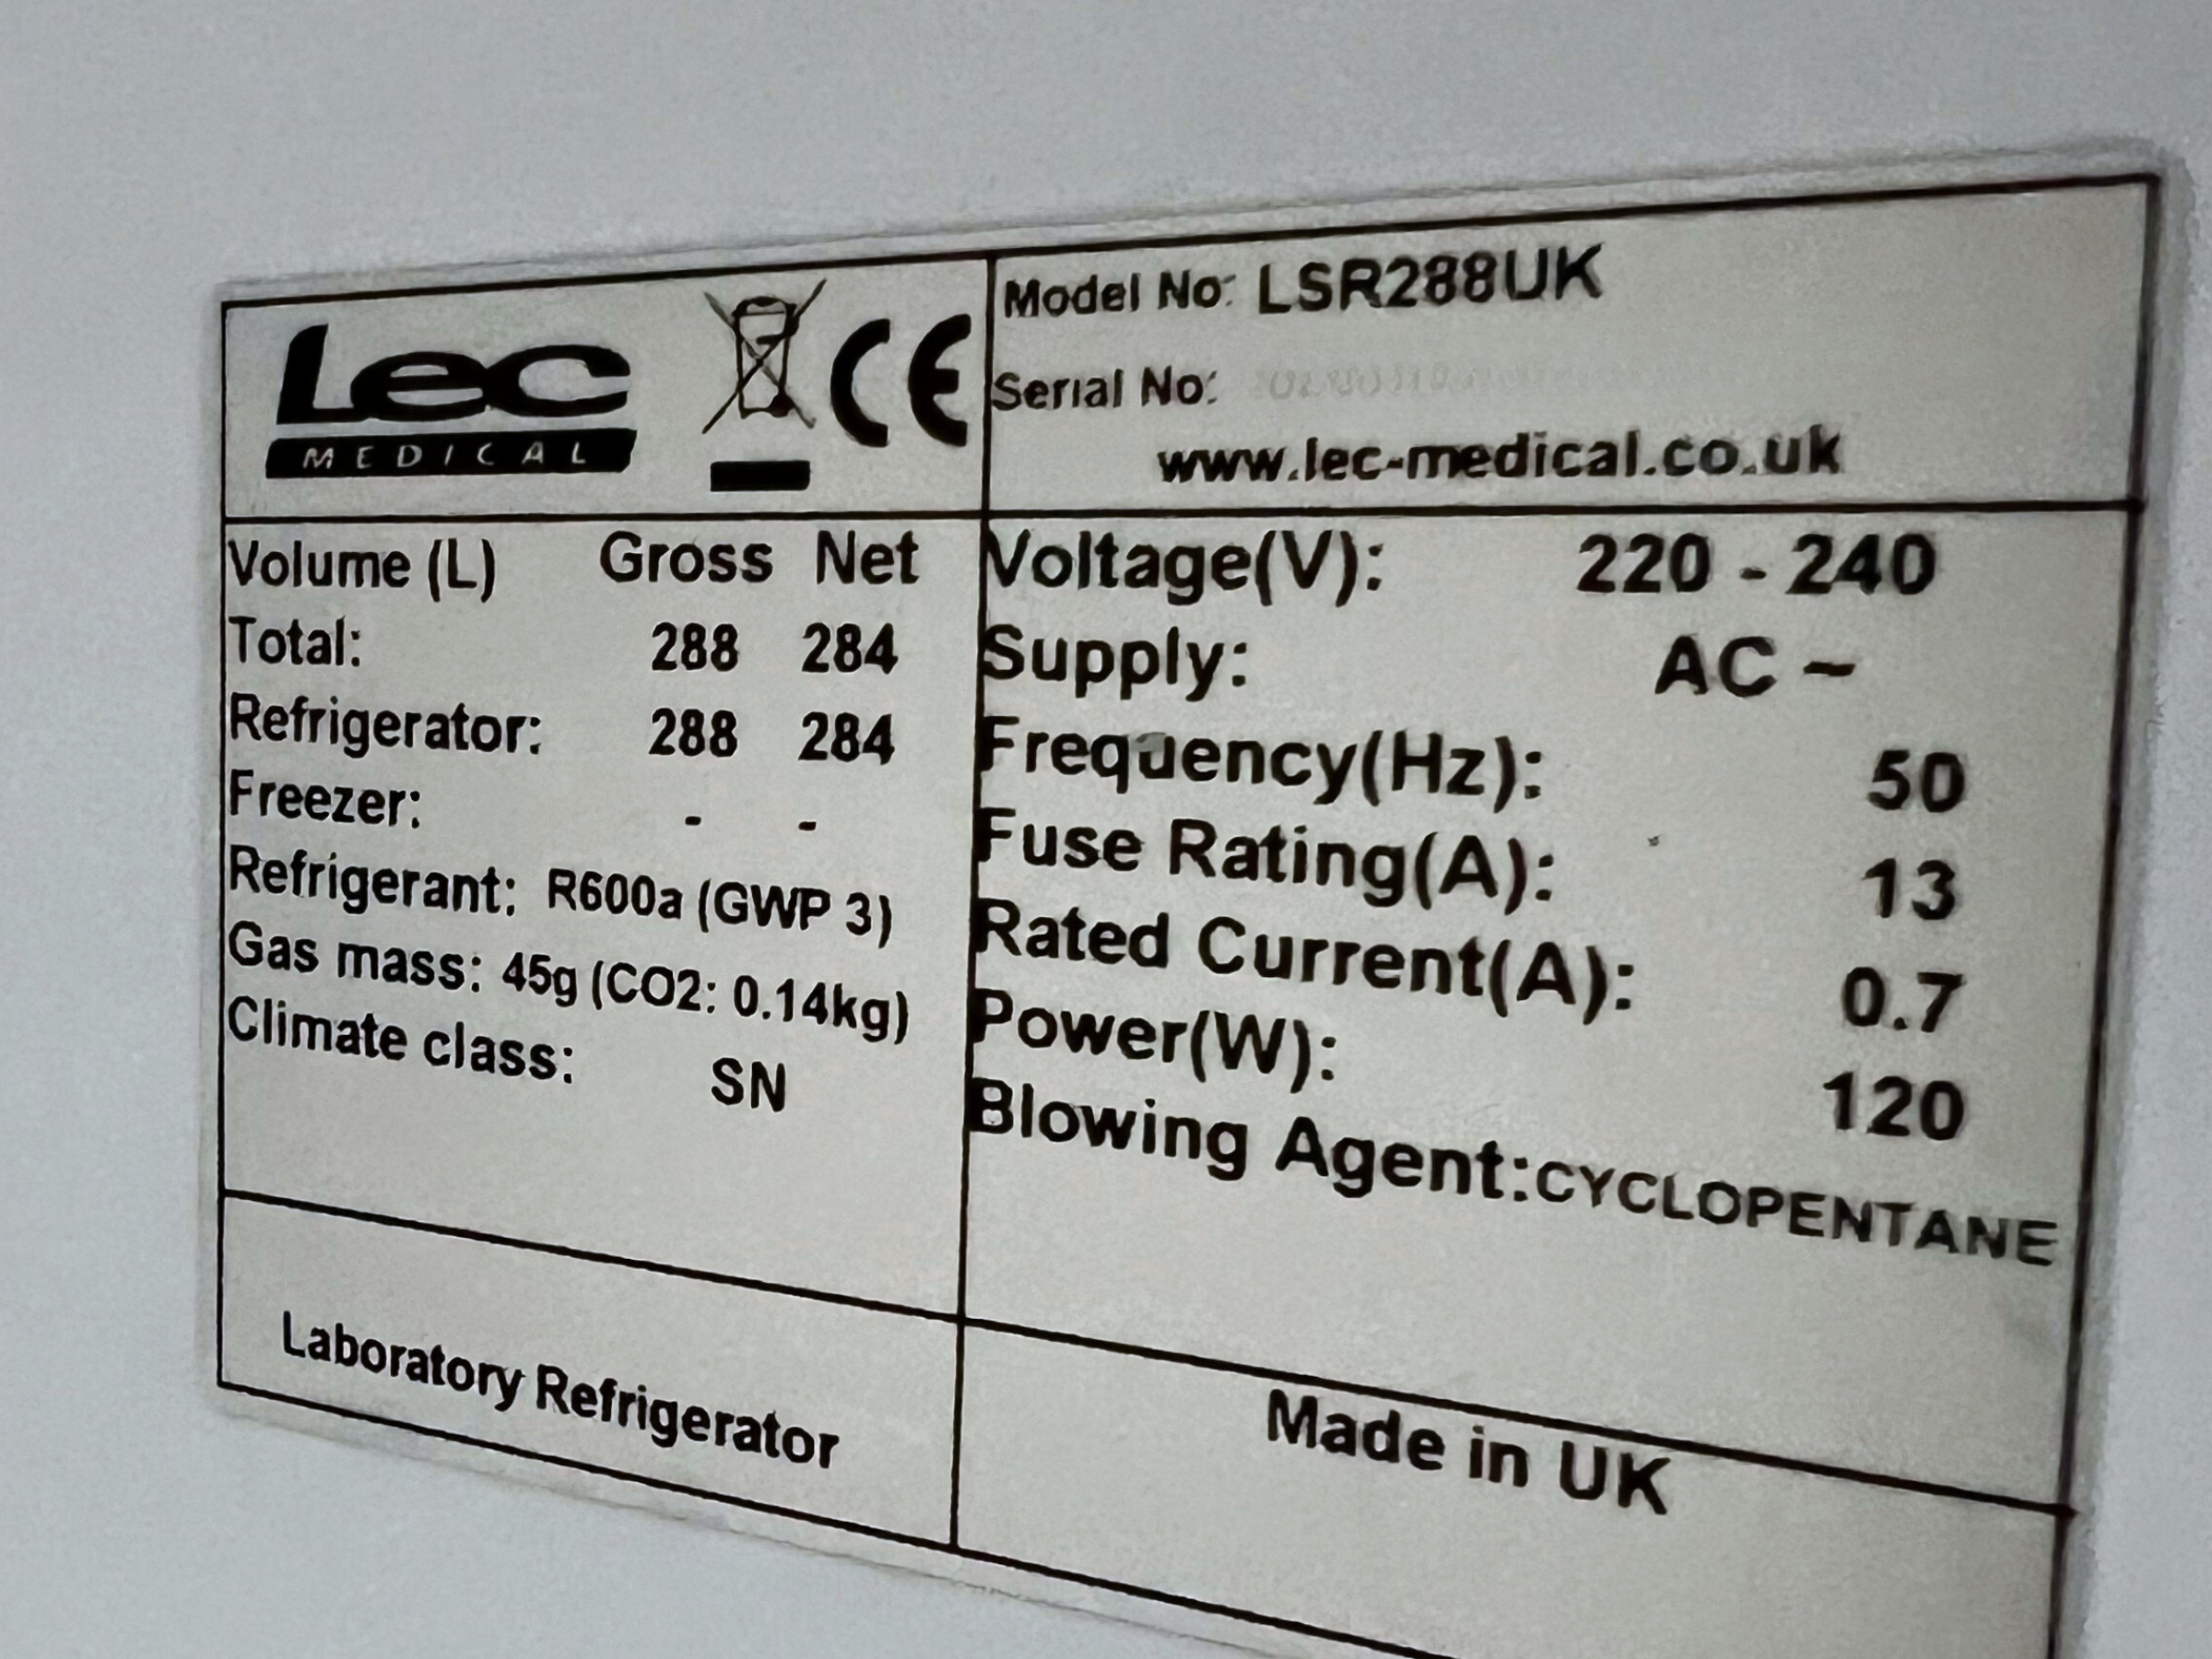 Lec
MEDICAL
CE
Model No: LSR288UK
Serial No:
www.lec-medical.co.uk
Volume (L) Gross Net
Total: 288 284
Refrigerator: 288 284
Freezer: - -
Refrigerant: R600a (GWP 3)
Gas mass: 45g (CO2: 0.14kg)
Climate class: SN
Voltage(V): 220 - 240
Supply: AC ~
Frequency(Hz): 50
Fuse Rating(A): 13
Rated Current(A): 0.7
Power(W): 120
Blowing Agent:CYCLOPENTANE
Laboratory Refrigerator
Made in UK